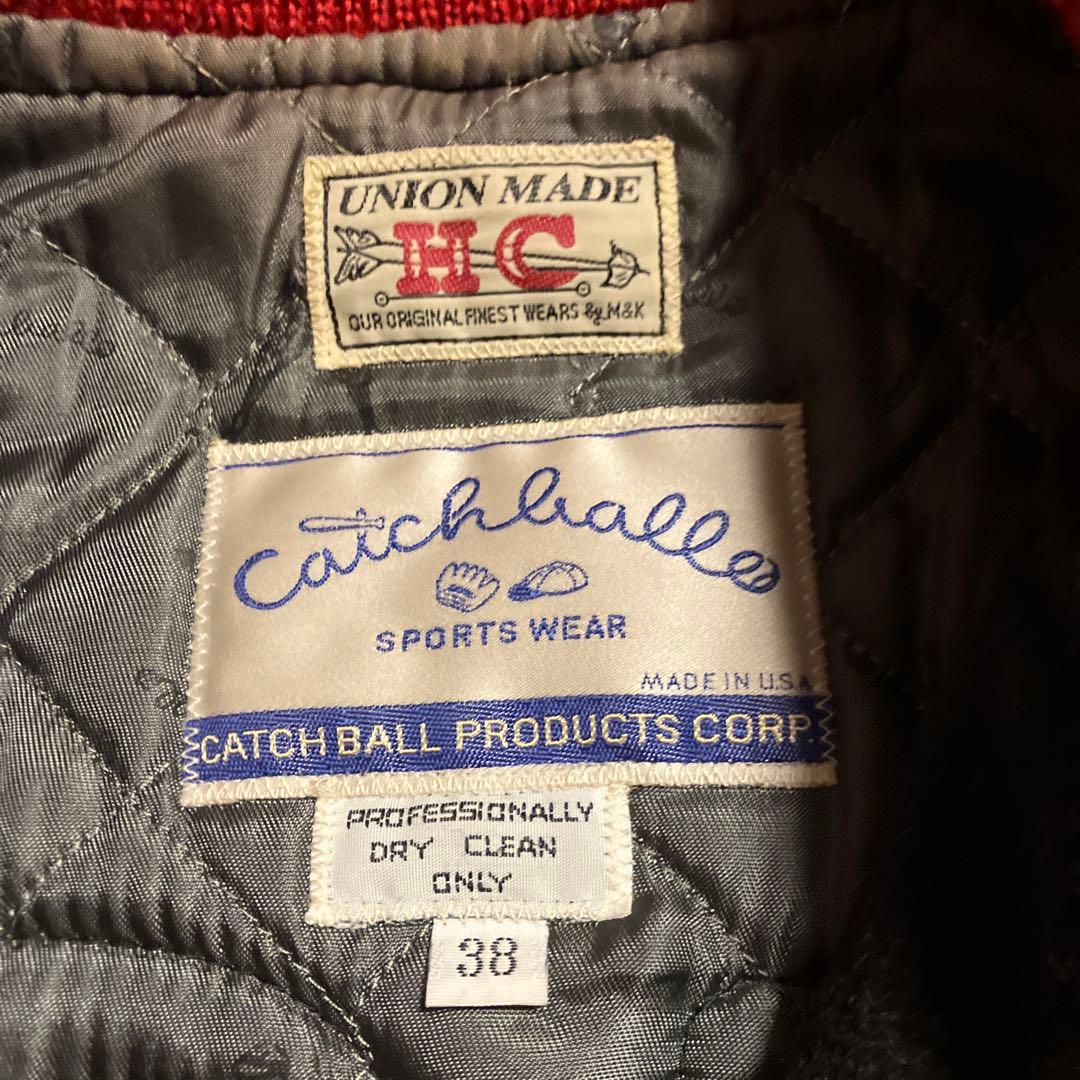 UNION MADE
HC
OUR ORIGINAL FINEST WEARS By M&K
Catchball
SPORTS WEAR
MADE IN U.S.A
CATCH BALL PRODUCTS CORP.
PROFESSIONALLY
DRY CLEAN
ONLY
38